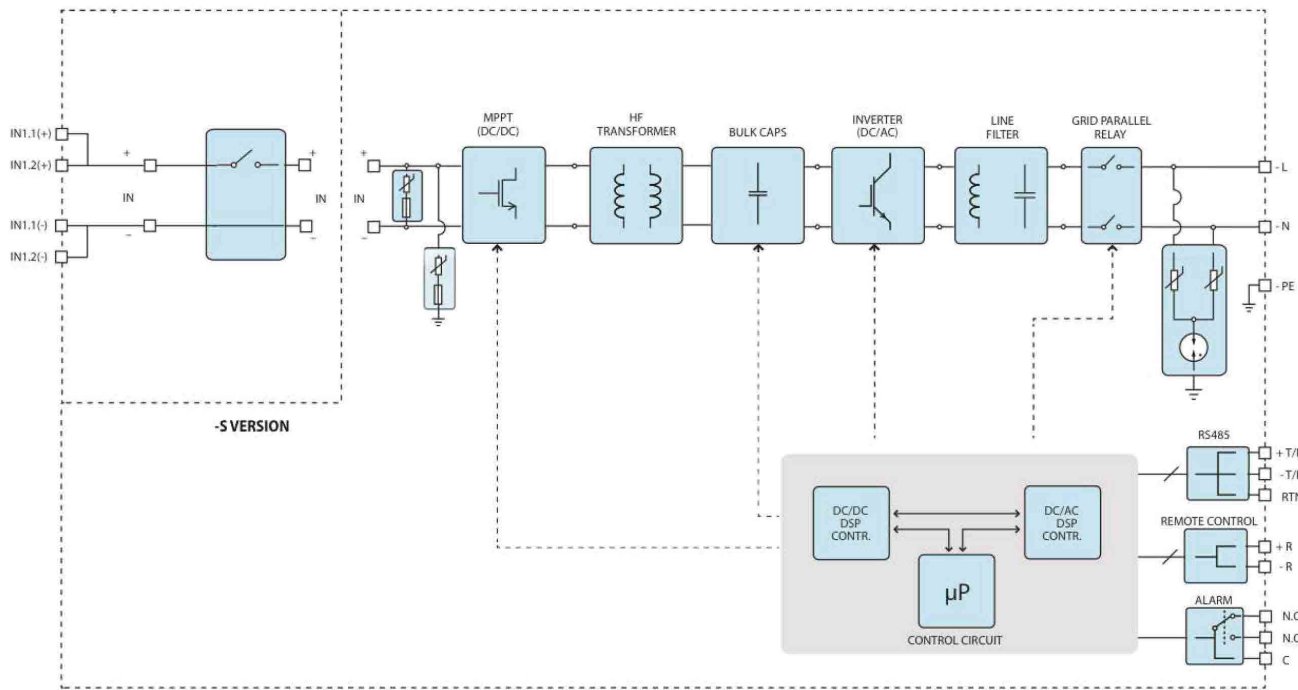 MPPT
(DC/DC)
HF
TRANSFORMER
BULK CAPS
INVERTER
(DC/AC)
LINE
FILTER
GRID PARALLEL
RELAY
IN1.1(+)
IN1.2(+)
IN1.1(-)
IN1.2(-)
+
IN
−
+
IN
−
+
IN
−
- L
- N
- PE
-S VERSION
RS485
+ T/
- T/
RTN
DC/DC
DSP
CONTR.
DC/AC
DSP
CONTR.
µP
CONTROL CIRCUIT
REMOTE CONTROL
+ R
- R
ALARM
N.
N.
C